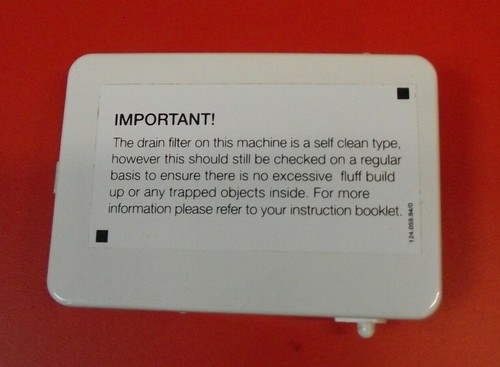 IMPORTANT!
The drain filter on this machine is a self clean type,
however this should still be checked on a regular
basis to ensure there is no excessive fluff build
up or any trapped objects inside. For more
information please refer to your instruction booklet.